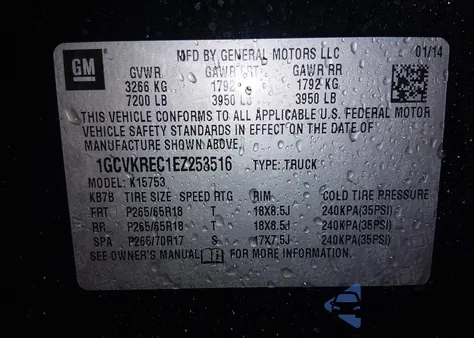 GM
MFD BY GENERAL MOTORS LLC 01/14
GVWR GAWR FRT GAWR RR
3266 KG 1792 KG 1792 KG
7200 LB 3950 LB 3950 LB
THIS VEHICLE CONFORMS TO ALL APPLICABLE U.S. FEDERAL MOTOR
VEHICLE SAFETY STANDARDS IN EFFECT ON THE DATE OF
MANUFACTURE SHOWN ABOVE.
1GCVKREC1EZ253516 TYPE: TRUCK
MODEL: K15753
KB7B TIRE SIZE SPEED RTG RIM COLD TIRE PRESSURE
FRT P265/65R18 T 18X8.5J 240KPA(35PSI)
RR P265/65R18 T 18X8.5J 240KPA(35PSI)
SPA P265/70R17 S 17X7.5J 240KPA(35PSI)
SEE OWNER'S MANUAL FOR MORE INFORMATION.